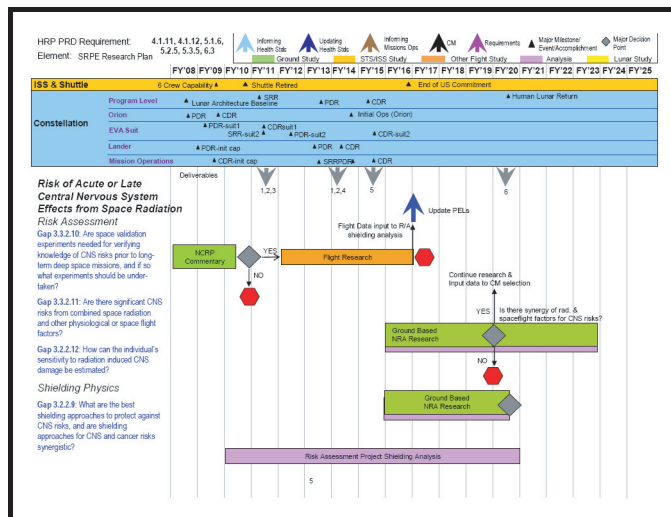 HRP PRD Requirement: 4.1.11, 4.1.12, 5.1.6,
5.2.5, 5.3.5, 6.3
Element: SRPE Research Plan
Informing
Health Stds
Updating
Health Stds
Informing
Missions Ops
CM
Requirements
Major Milestone/
Event/Accomplishment
Major Decision
Point
Ground Study
STS/ISS Study
Other Flight Study
Analysis
Lunar Study
FY'08 FY'09 FY'10 FY'11 FY'12 FY'13 FY'14 FY'15 FY'16 FY'17 FY'18 FY'19 FY'20 FY'21 FY'22 FY'23 FY'24 FY'25
ISS & Shuttle
6 Crew Capability
Shuttle Retired
End of US Commitment
Constellation
Program Level
Lunar Architecture Baseline
SRR
PDR
CDR
Human Lunar Return
Orion
PDR
CDR
Initial Ops (Orion)
EVA Suit
PDR-suit1
CDRsuit1
SRR-suit2
PDR-suit2
CDR-suit2
Lander
PDR-init cap
PDR
CDR
Mission Operations
CDR-init cap
SRR
PDR
CDR
Deliverables
1,2,3
1,2,4
5
6
Risk of Acute or Late
Central Nervous System
Effects from Space Radiation
Risk Assessment
Gap 3.3.2.10: Are space validation
experiments needed for verifying
knowledge of CNS risks prior to long-
term deep space missions, and if so
what experiments should be under-
taken?
NCRP
Commentary
YES
NO
Flight Research
Flight Data input to R/A
shielding analysis
Update PELs
Gap 3.3.2.11: Are there significant CNS
risks from combined space radiation
and other physiological or space flight
factors?
Gap 3.2.2.12: How can the individual's
sensitivity to radiation induced CNS
damage be estimated?
Continue research &
Input data to CM selection
YES
Is there synergy of rad. &
spaceflight factors for CNS risks?
Ground Based
NRA Research
NO
Shielding Physics
Gap 3.2.2.9: What are the best
shielding approaches to protect against
CNS risks, and are shielding
approaches for CNS and cancer risks
synergistic?
Ground Based
NRA Research
Risk Assessment Project Shielding Analysis
5